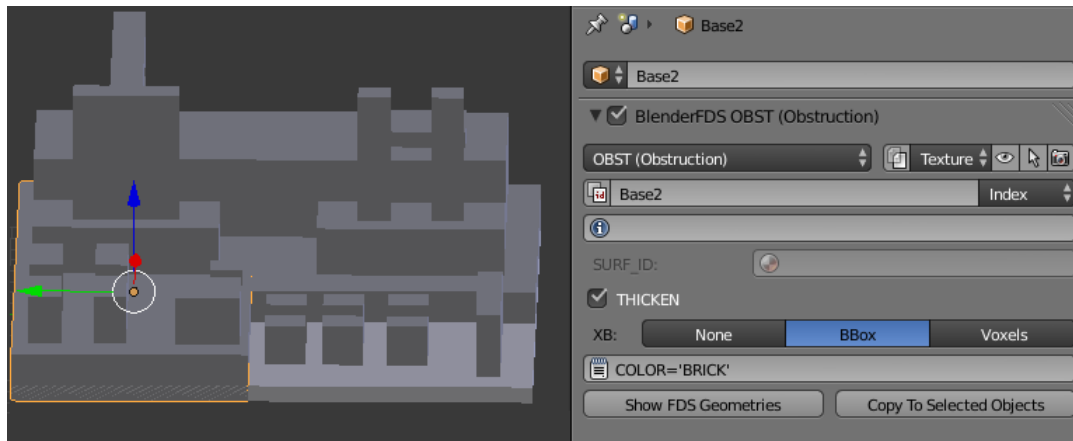 Base2
Base2
BlenderFDS OBST (Obstruction)
OBST (Obstruction) Texture
id Base2 Index
SURF_ID:
THICKEN
XB: None BBox Voxels
COLOR='BRICK'
Show FDS Geometries Copy To Selected Objects